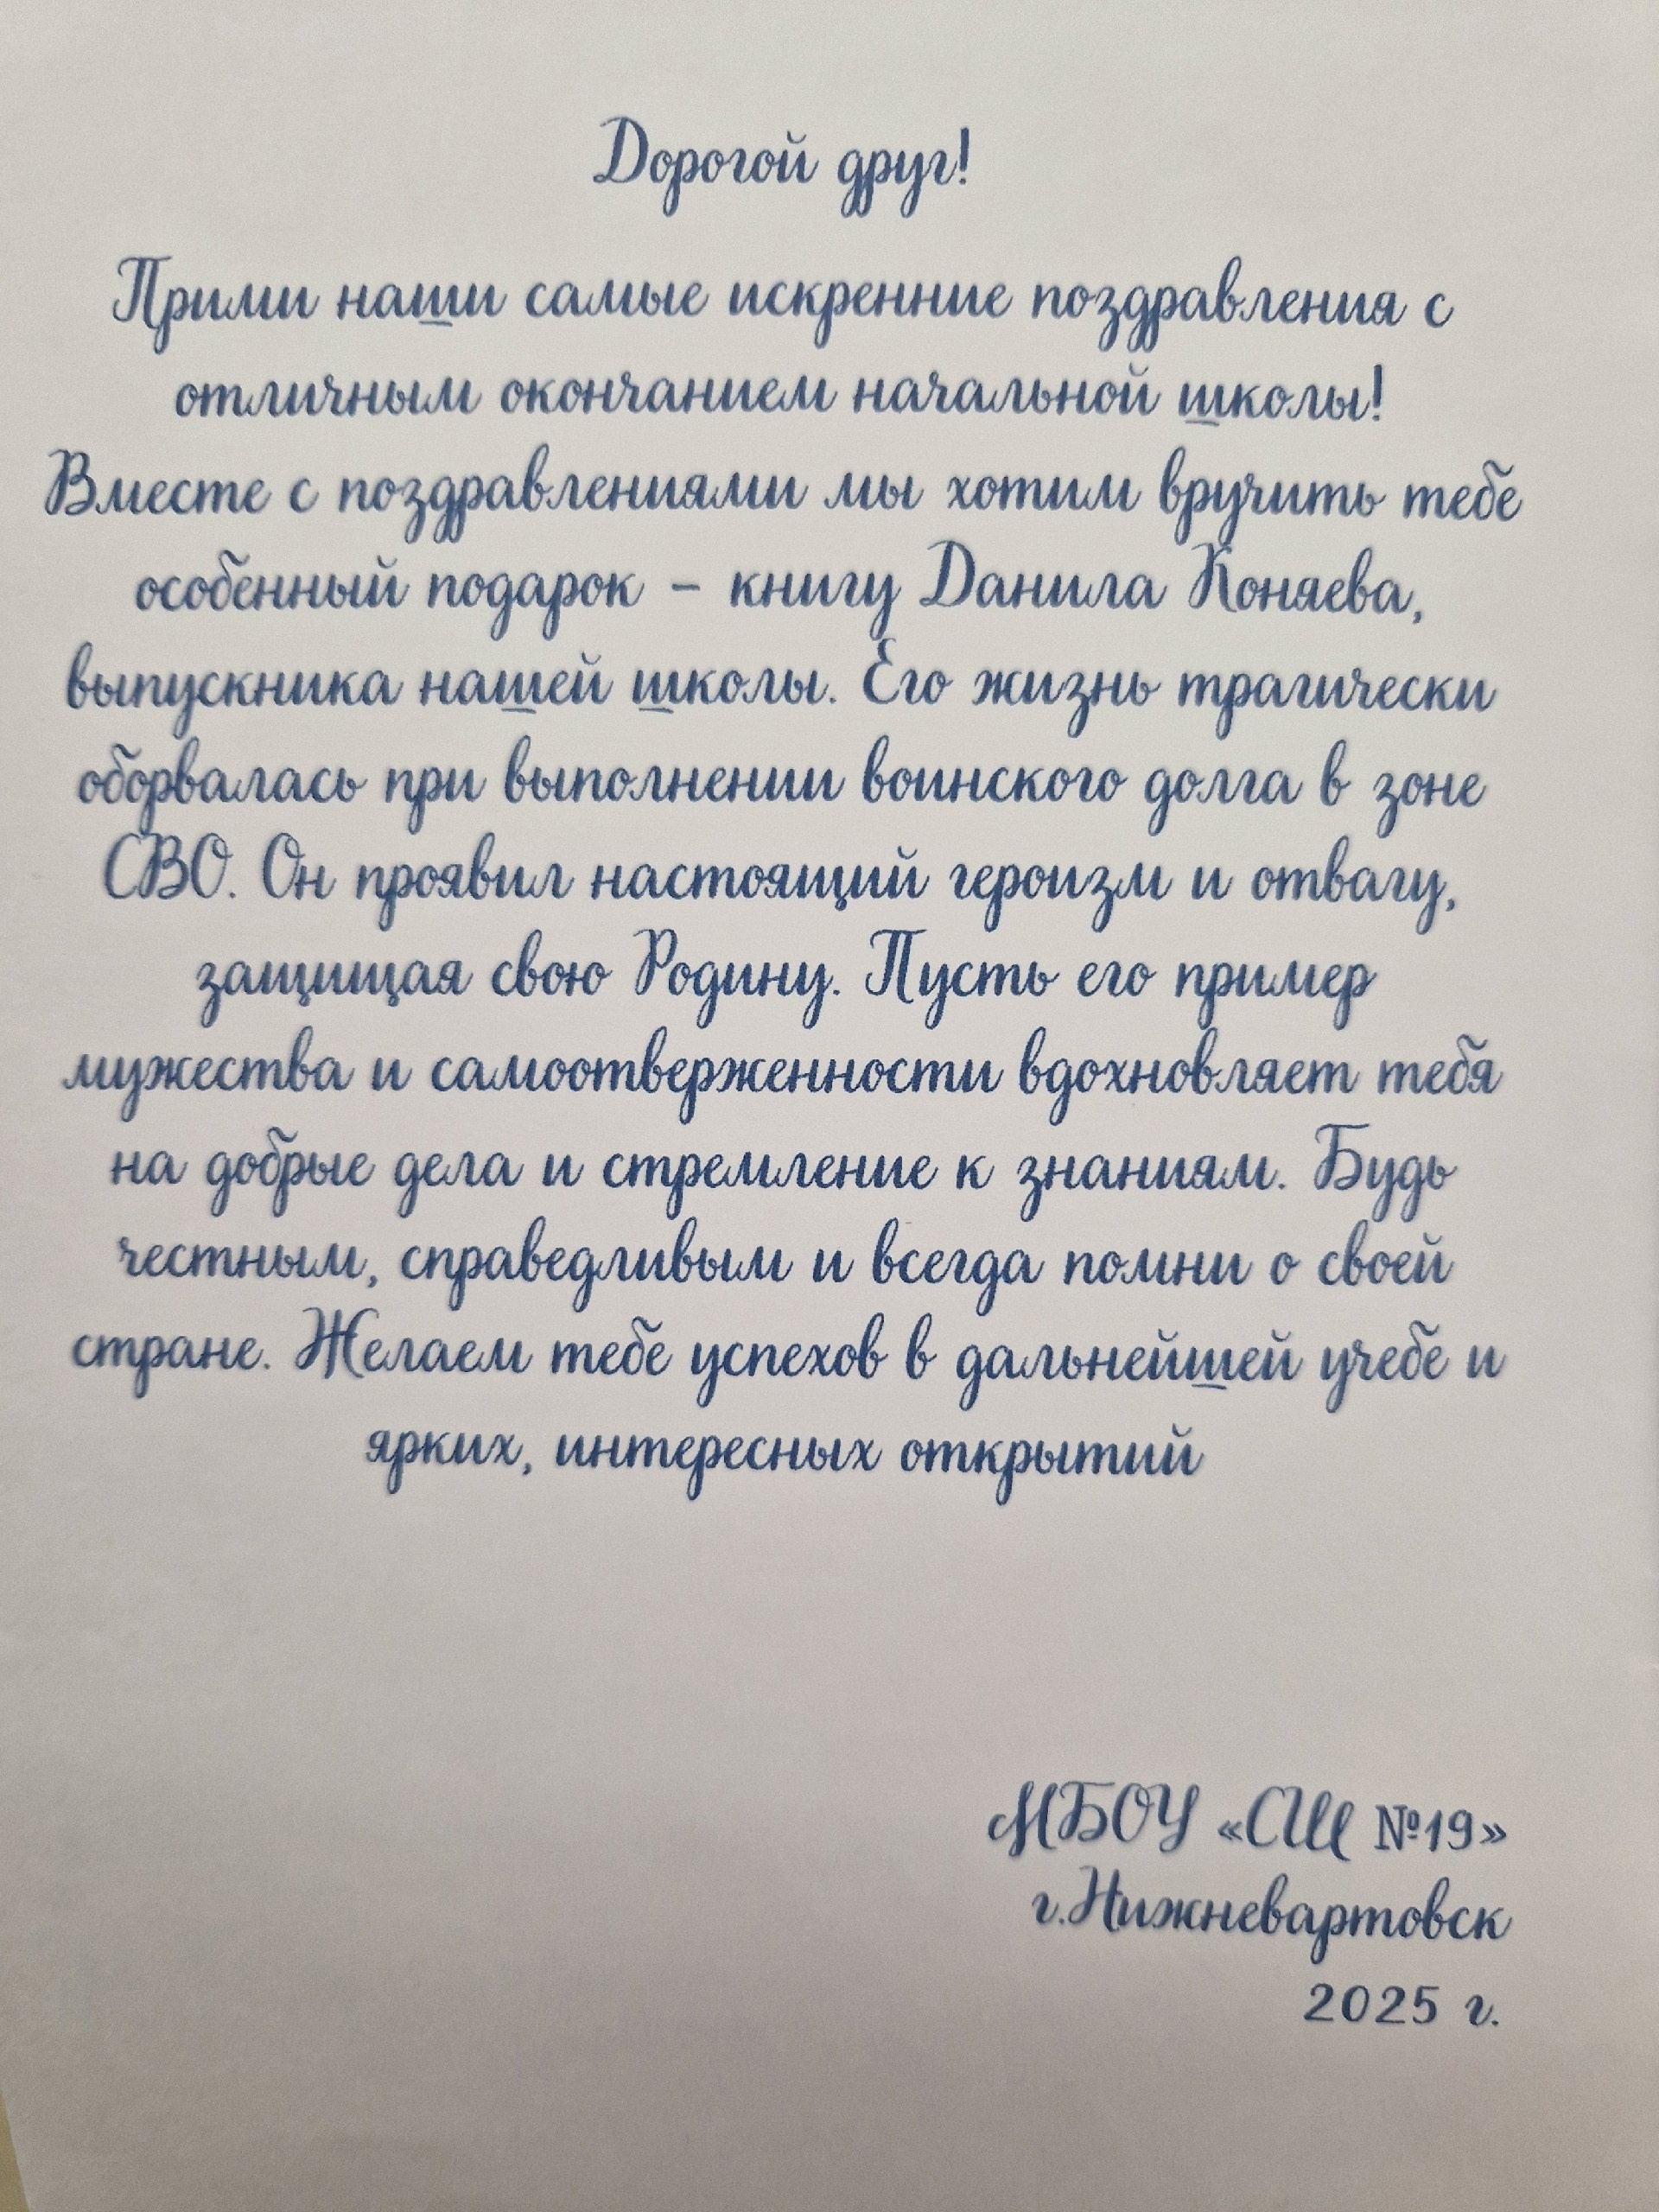 Дорогой друг!
Прими наши самые искренние поздравления с
отличным окончанием начальной школы!
Вместе с поздравлениями мы хотим вручить тебе
особенный подарок – книгу Данила Коняева,
выпускника нашей школы. Его жизнь трагически
оборвалась при выполнении воинского долга в зоне
СВО. Он проявил настоящий героизм и отвагу,
защищая свою Родину. Пусть его пример
мужества и самоотверженности вдохновляет тебя
на добрые дела и стремление к знаниям. Будь
честным, справедливым и всегда помни о своей
стране. Желаем тебе успехов в дальнейшей учебе и
ярких, интересных открытий
МБОУ «СШ №19»
г.Нижневартовск
2025 г.